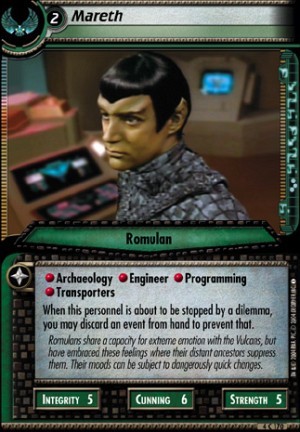 2 Mareth
Romulan
Archaeology Engineer Programming
Transporters
When this personnel is about to be stopped by a dilemma,
you may discard an event from hand to prevent that.
Romulans share a capacity for extreme emotion with the Vulcans, but
have embraced these feelings where their distant ancestors suppress
them. Their moods can be subject to dangerously quick changes.
INTEGRITY 5 CUNNING 6 STRENGTH 5